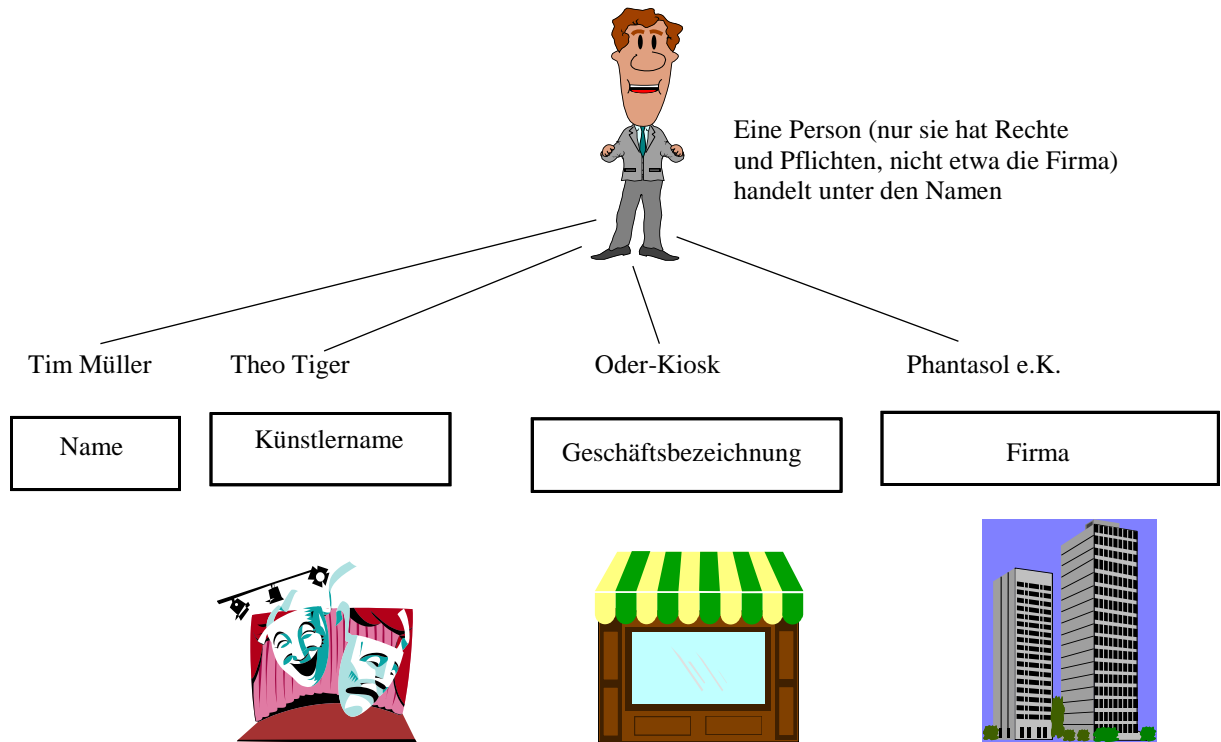 Eine Person (nur sie hat Rechte
und Pflichten, nicht etwa die Firma)
handelt unter den Namen
Tim Müller
Theo Tiger
Oder-Kiosk
Phantasol e.K.
Name
Künstlername
Geschäftsbezeichnung
Firma